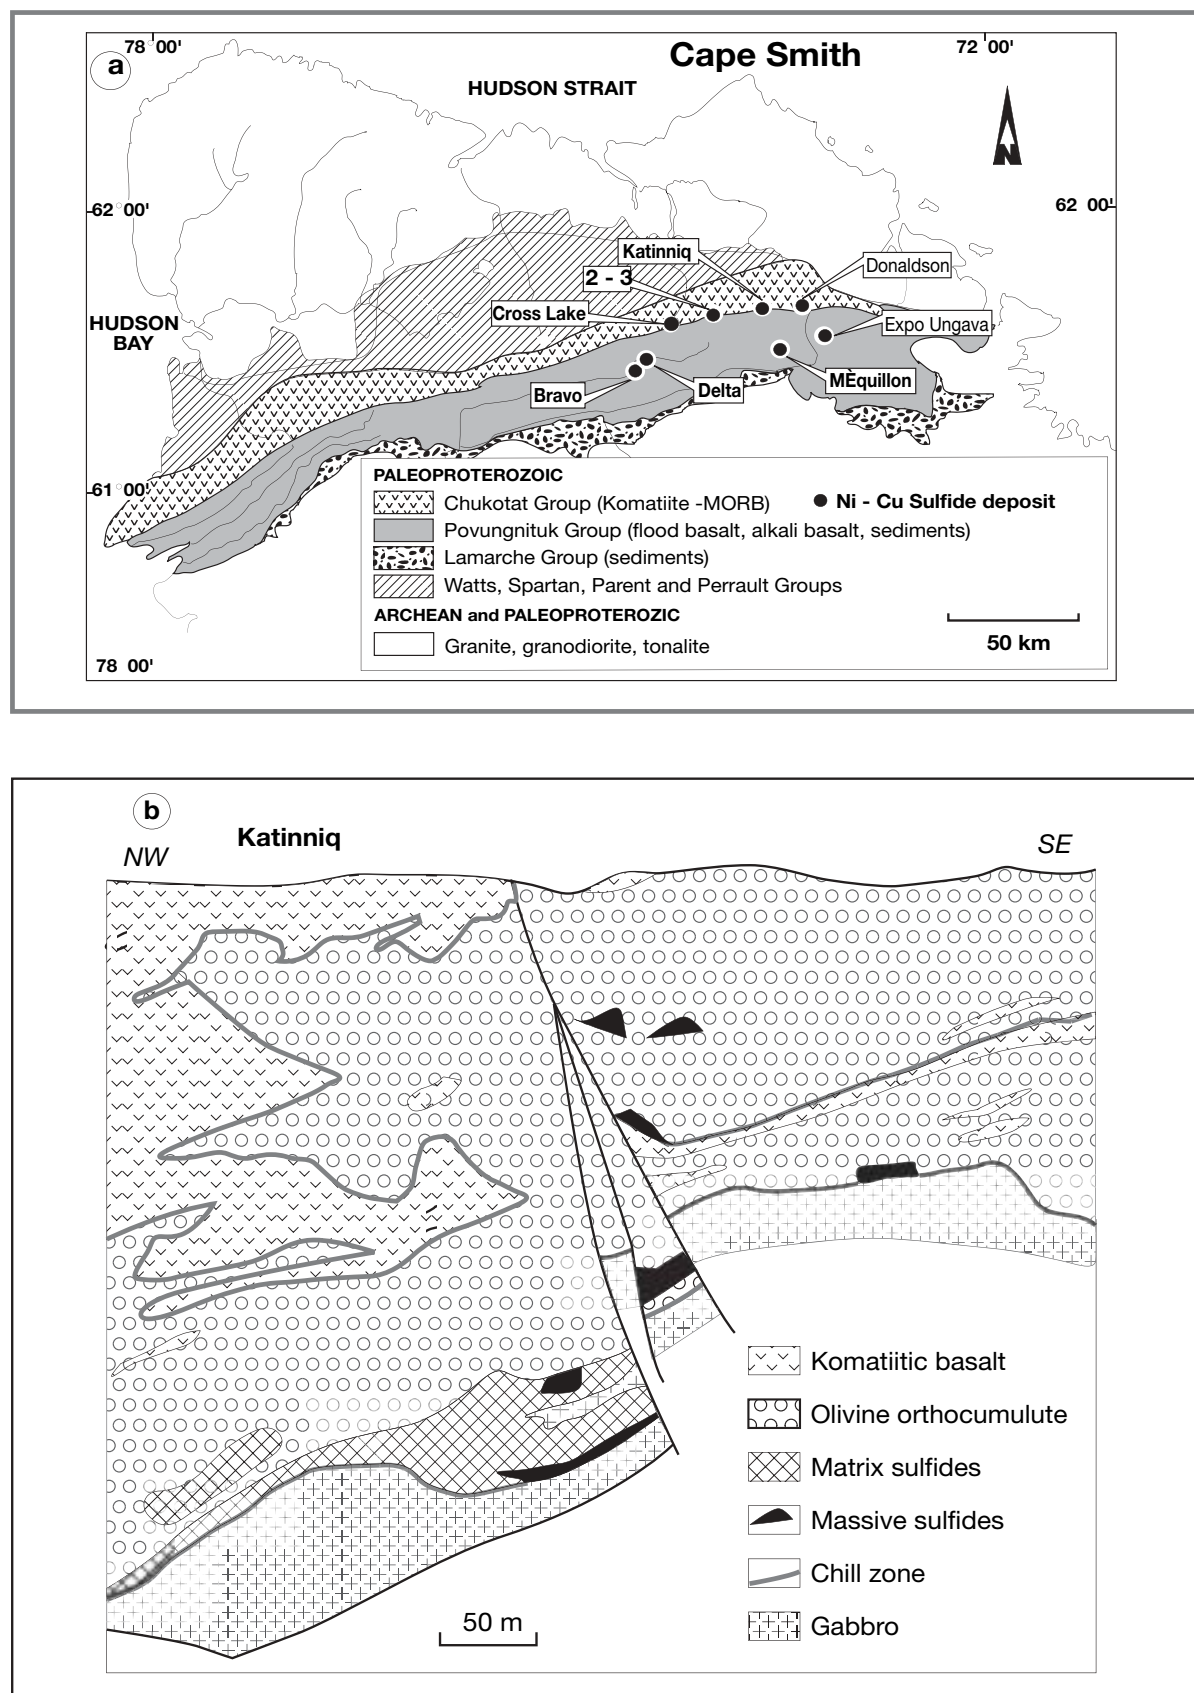 a
78°00'
Cape Smith
72°00'
HUDSON STRAIT
N
62°00'
62 00'
Katinniq
Donaldson
2 - 3
Cross Lake
HUDSON
BAY
Expo Ungava
MÈquillon
Bravo
Delta
61°00'
PALEOPROTEROZOIC
Chukotat Group (Komatiite -MORB)
Ni - Cu Sulfide deposit
Povungnituk Group (flood basalt, alkali basalt, sediments)
Lamarche Group (sediments)
Watts, Spartan, Parent and Perrault Groups
ARCHEAN and PALEOPROTEROZIC
Granite, granodiorite, tonalite
50 km
78 00'
b
Katinniq
NW
SE
Komatiitic basalt
Olivine orthocumulute
Matrix sulfides
Massive sulfides
Chill zone
Gabbro
50 m